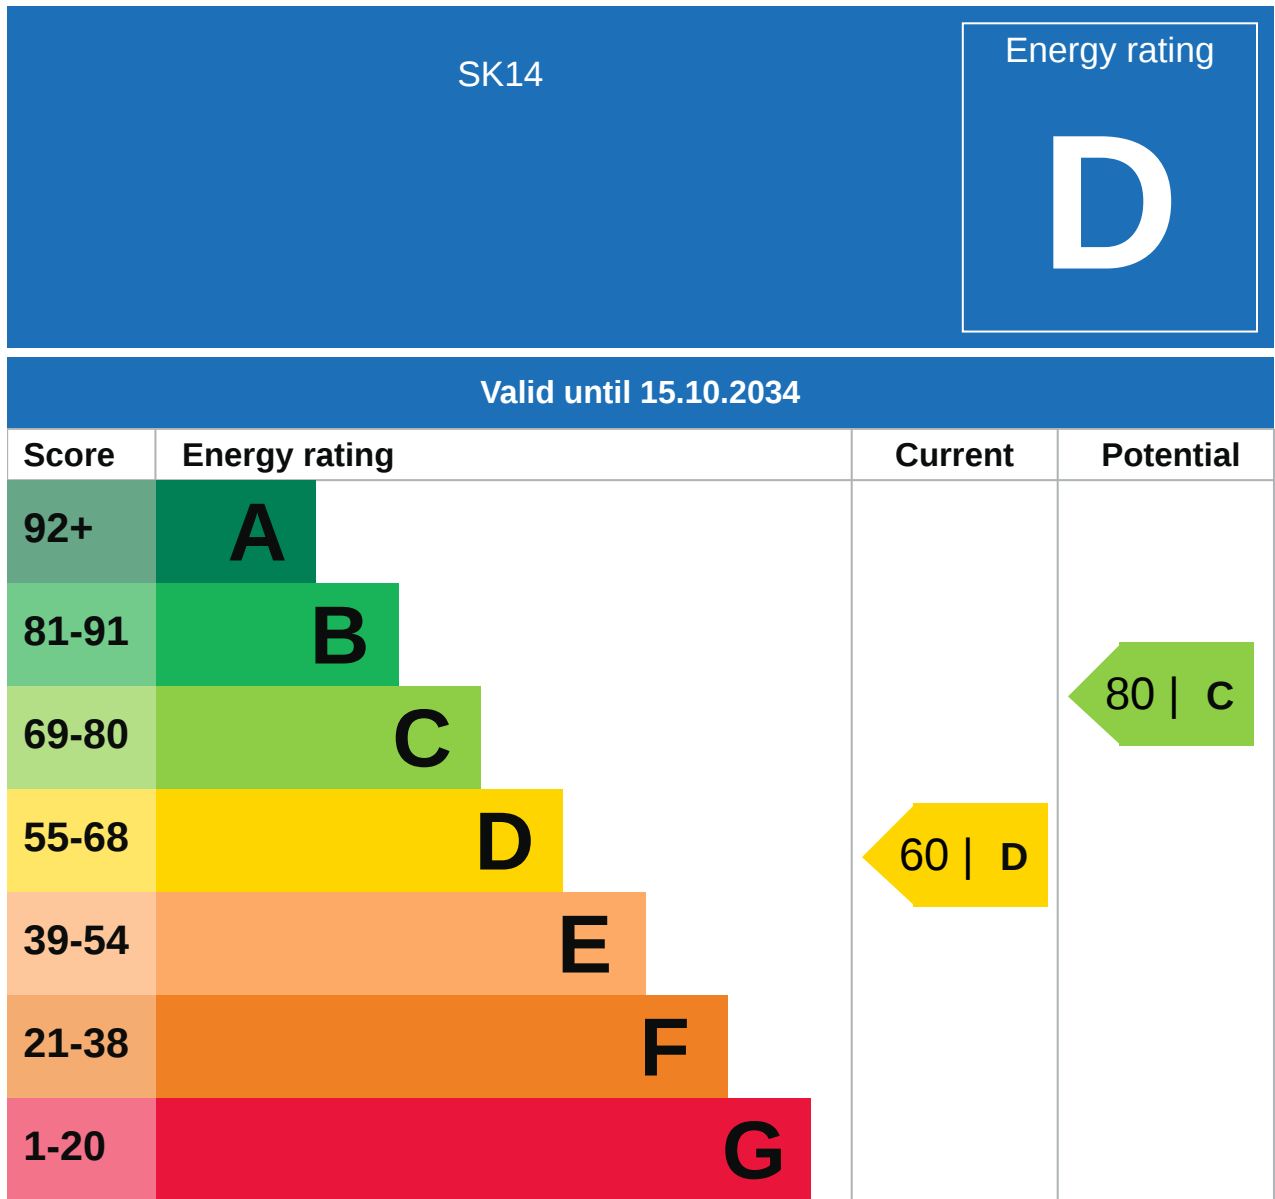 SK14
Energy rating
D
Valid until 15.10.2034
Score Energy rating Current Potential
92+ A
81-91 B
69-80 C
80 | C
55-68 D
60 | D
39-54 E
21-38 F
1-20 G